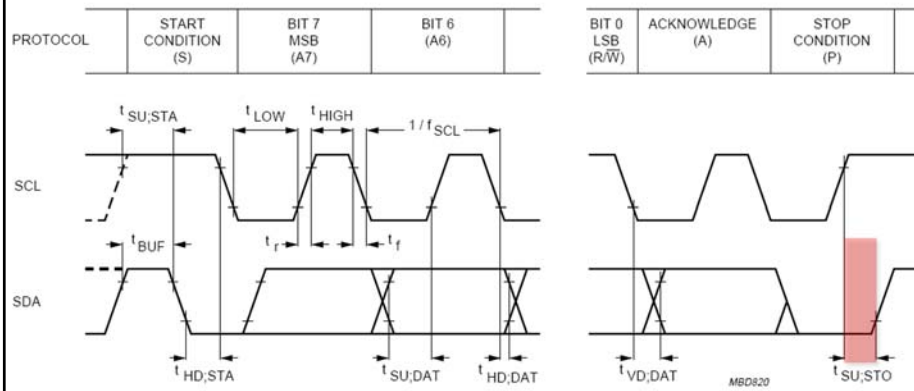 PROTOCOL
START
CONDITION
(S)
BIT 7
MSB
(A7)
BIT 6
(A6)
BIT 0
LSB
(R/W̅)
ACKNOWLEDGE
(A)
STOP
CONDITION
(P)
t SU;STA
t LOW
t HIGH
1 / f SCL
SCL
t BUF
t r
t f
SDA
t HD;STA
t SU;DAT
t HD;DAT
t VD;DAT
MBD820
t SU;STO